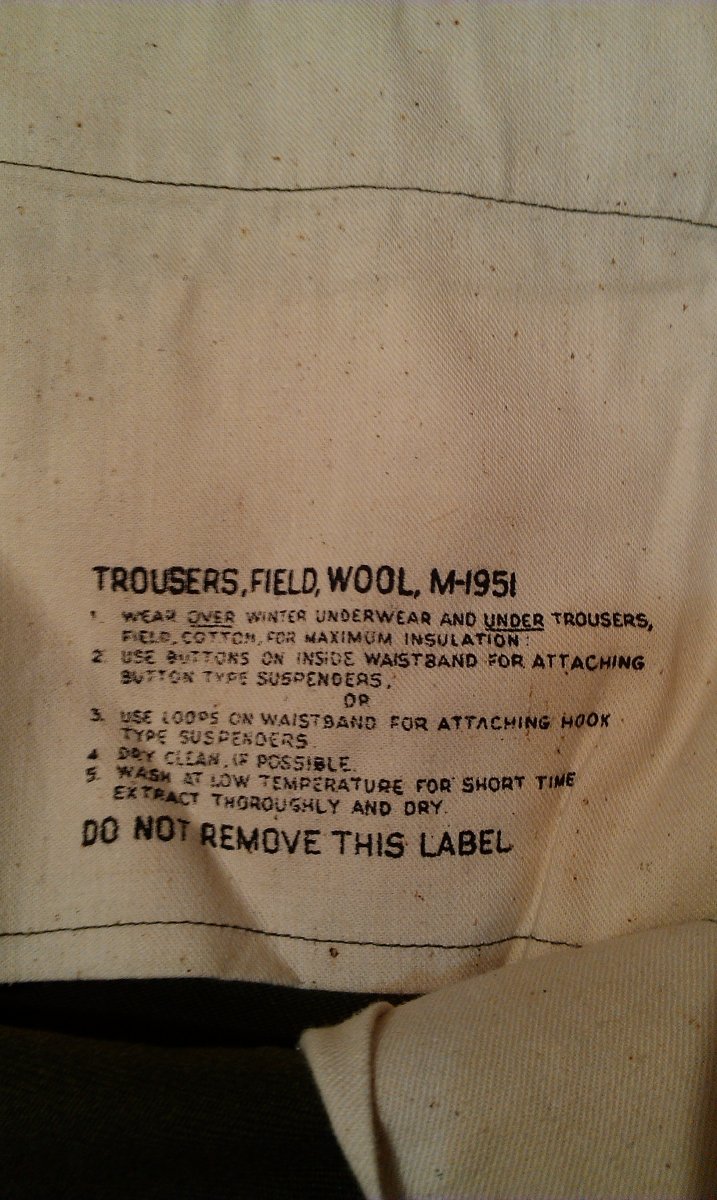 TROUSERS, FIELD, WOOL, M-1951
1. WEAR OVER WINTER UNDERWEAR AND UNDER TROUSERS,
FIELD, COTTON, FOR MAXIMUM INSULATION:
2. USE BUTTONS ON INSIDE WAISTBAND FOR ATTACHING
BUTTON TYPE SUSPENDERS,
OR
3. USE LOOPS ON WAISTBAND FOR ATTACHING HOOK
TYPE SUSPENDERS.
4. DRY CLEAN, IF POSSIBLE.
5. WASH AT LOW TEMPERATURE FOR SHORT TIME
EXTRACT THOROUGHLY AND DRY.
DO NOT REMOVE THIS LABEL